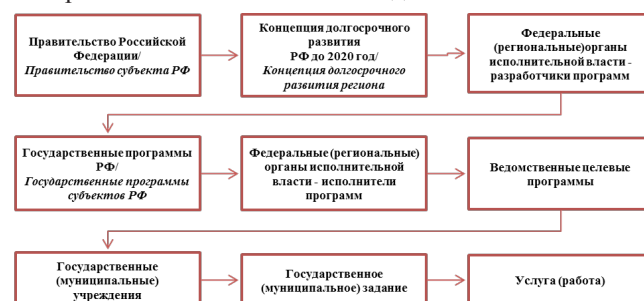 Правительство Российской
Федерации/
Правительство субъекта РФ
Концепция долгосрочного
развития
РФ до 2020 год/
Концепция долгосрочного
развития региона
Федеральные
(региональные)органы
исполнительной власти -
разработчики программ
Государственные программы
РФ/
Государственные программы
субъектов РФ
Федеральные (региональные)
органы исполнительной
власти - исполнители
программ
Ведомственные целевые
программы
Государственные
(муниципальные)
учреждения
Государственное
(муниципальное) задание
Услуга (работа)